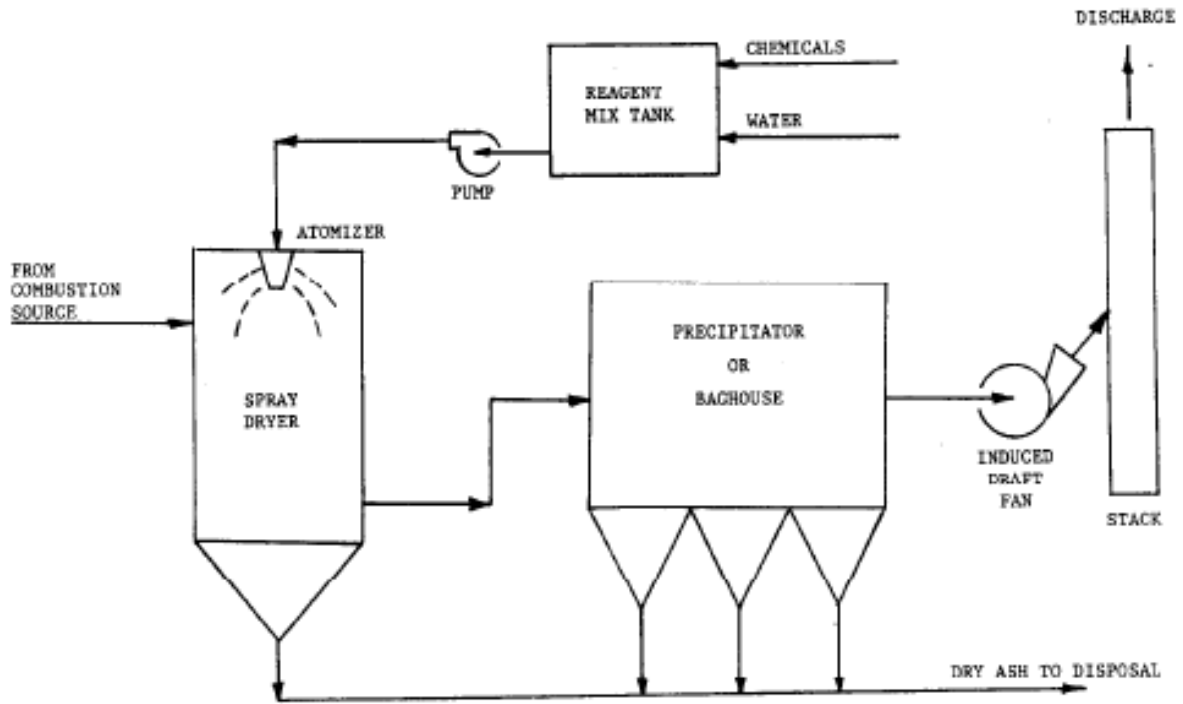 DISCHARGE
CHEMICALS
REAGENT
MIX TANK
WATER
PUMP
ATOMIZER
FROM
COMBUSTION
SOURCE
PRECIPITATOR
OR
BAGHOUSE
SPRAY
DRYER
INDUCED
DRAFT
FAN
STACK
DRY ASH TO DISPOSAL